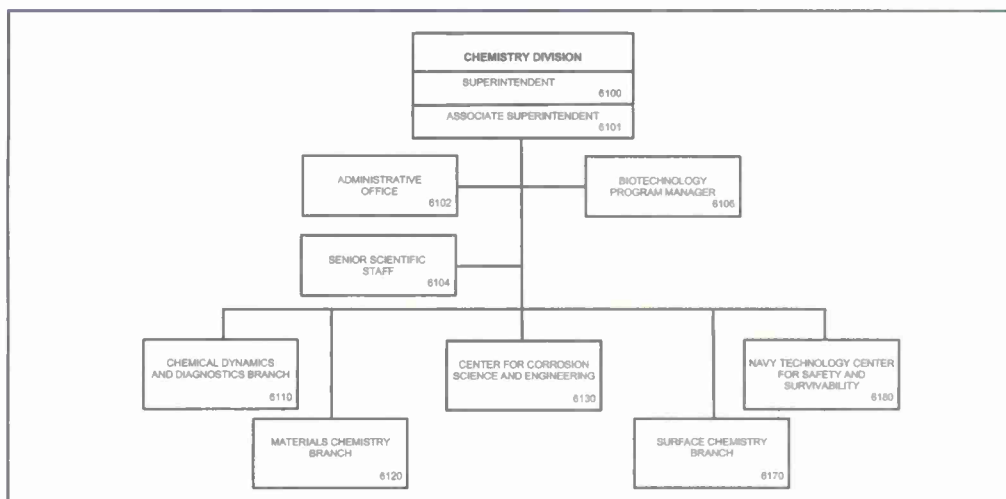 CHEMISTRY DIVISION
SUPERINTENDENT
6100
ASSOCIATE SUPERINTENDENT
6101
ADMINISTRATIVE
OFFICE
6102
BIOTECHNOLOGY
PROGRAM MANAGER
6106
SENIOR SCIENTIFIC
STAFF
6104
CHEMICAL DYNAMICS
AND DIAGNOSTICS BRANCH
6110
CENTER FOR CORROSION
SCIENCE AND ENGINEERING
6130
NAVY TECHNOLOGY CENTER
FOR SAFETY AND
SURVIVABILITY
6180
MATERIALS CHEMISTRY
BRANCH
6120
SURFACE CHEMISTRY
BRANCH
6170